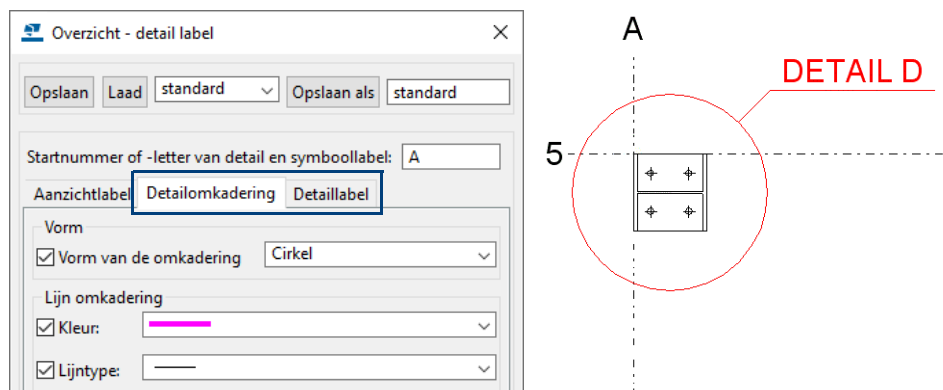 Overzicht - detail label
Opslaan Laad standard Opslaan als standard
Startnummer of -letter van detail en symboollabel: A
Aanzichtlabel Detailomkadering Detaillabel
Vorm
Vorm van de omkadering Cirkel
Lijn omkadering
Kleur:
Lijntype:
A
DETAIL D
5